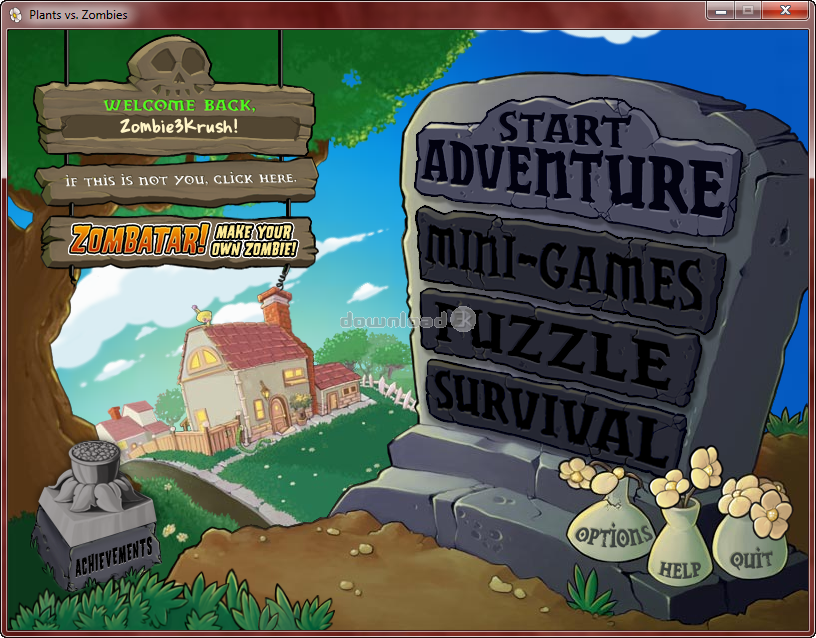 Plants vs. Zombies
WELCOME BACK,
Zombie3Krush!
IF THIS IS NOT YOU, CLICK HERE.
ZOMBATAR! MAKE YOUR
OWN ZOMBIE!
START
ADVENTURE
MINI-GAMES
download3k
PUZZLE
SURVIVAL
ACHIEVEMENTS
OPTIONS
HELP
QUIT